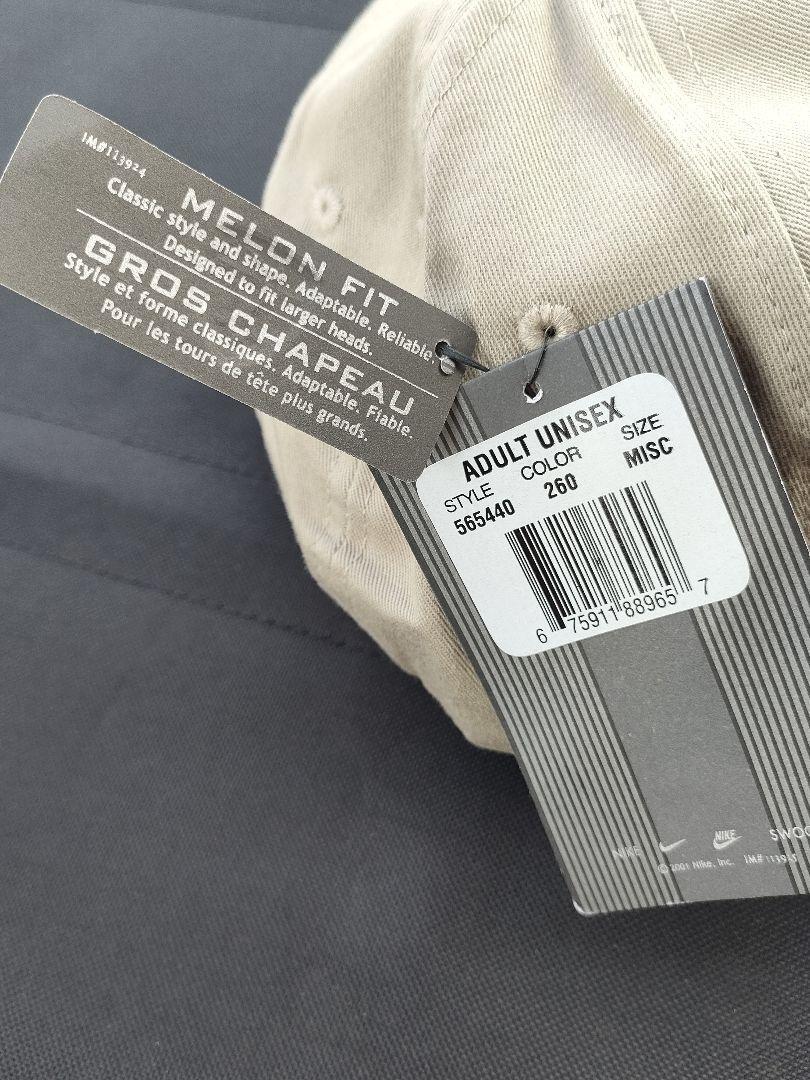 IM#113924
MELON FIT
Classic style and shape. Adaptable. Reliable.
Designed to fit larger heads.
GROS CHAPEAU
Style et forme classiques. Adaptable. Fiable.
Pour les tours de tête plus grands.
ADULT UNISEX
STYLE COLOR SIZE
565440 260 MISC
6 75911 88965 7
NIKE NIKE
© 2001 Nike, Inc. IM#